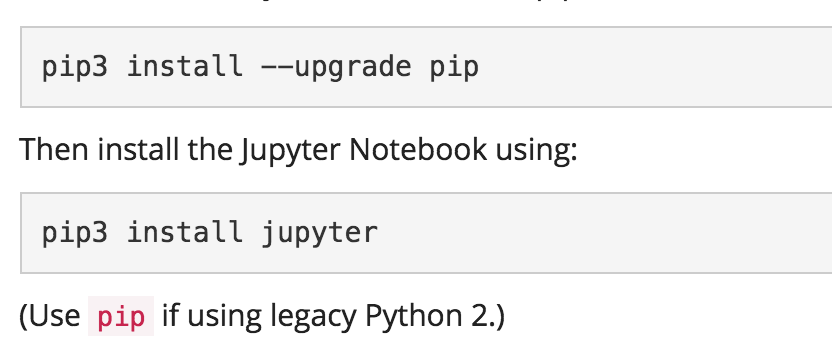 pip3 install --upgrade pip
Then install the Jupyter Notebook using:
pip3 install jupyter
(Use pip if using legacy Python 2.)